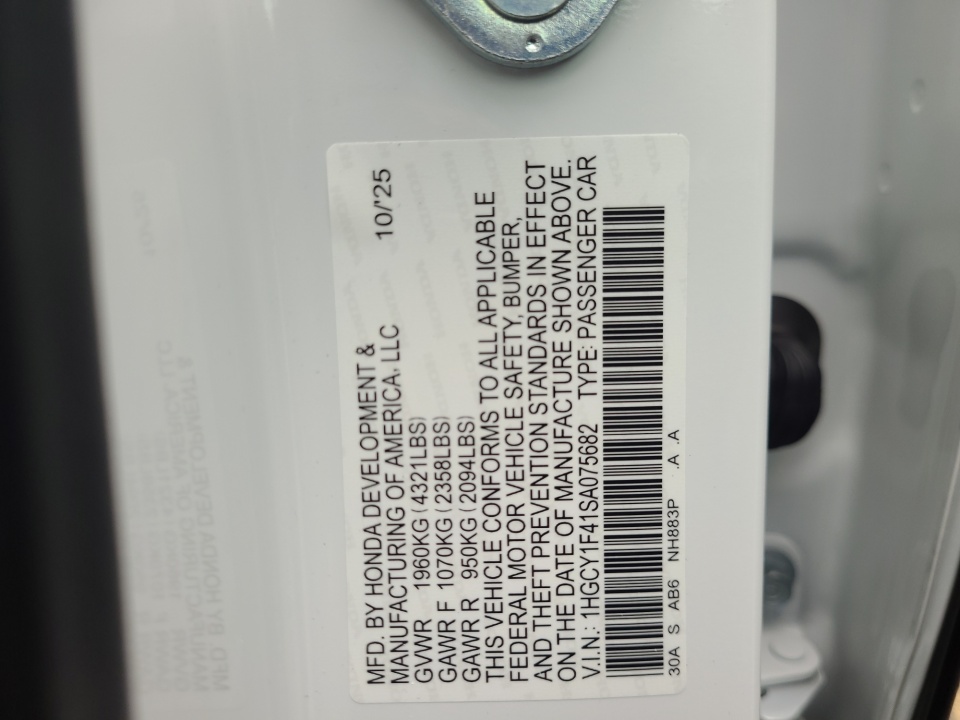 MFD. BY HONDA DEVELOPMENT &
MANUFACTURING OF AMERICA, LLC 10/'25
GVWR 1960KG (4321LBS)
GAWR F 1070KG (2358LBS)
GAWR R 950KG (2094LBS)
THIS VEHICLE CONFORMS TO ALL APPLICABLE
FEDERAL MOTOR VEHICLE SAFETY, BUMPER,
AND THEFT PREVENTION STANDARDS IN EFFECT
ON THE DATE OF MANUFACTURE SHOWN ABOVE.
V.I.N.: 1HGCY1F41SA075682 TYPE: PASSENGER CAR
30A S AB6 NH883P .A .A